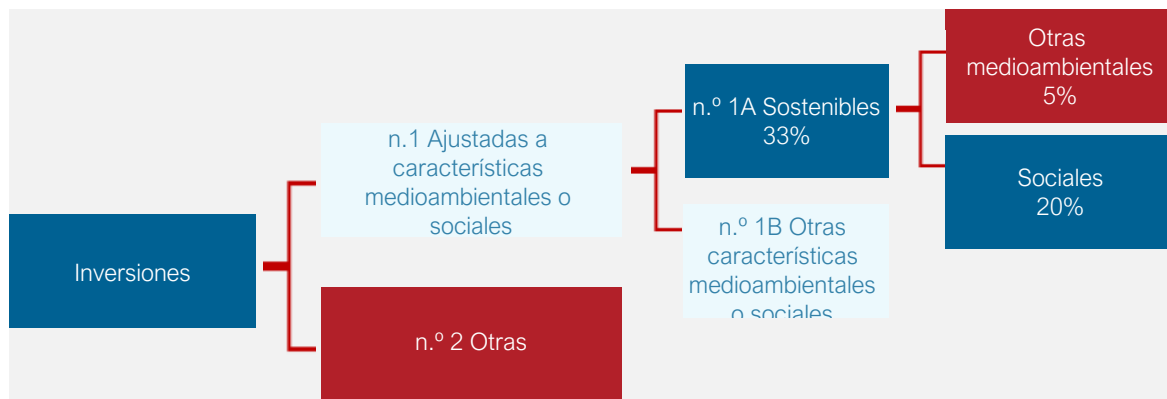 Inversiones
n.1 Ajustadas a
características
medioambientales o
sociales
n.º 2 Otras
n.º 1A Sostenibles
33%
n.º 1B Otras
características
medioambientales
o sociales
Otras
medioambientales
5%
Sociales
20%